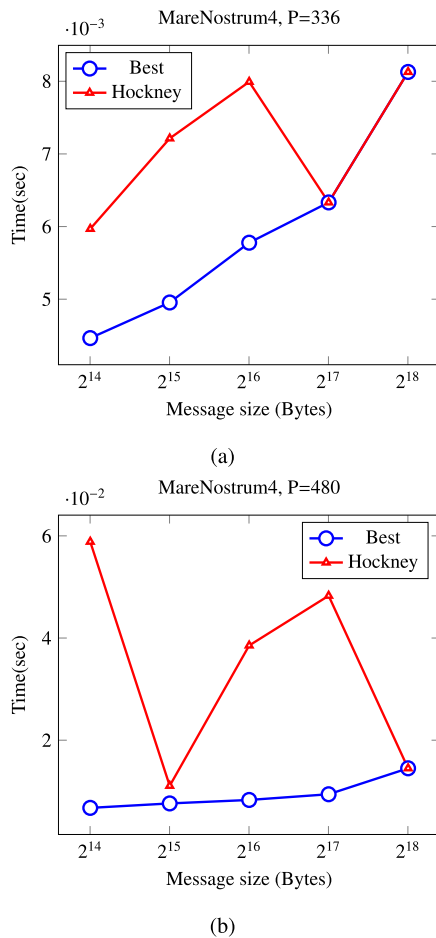 MareNostrum4, P=336
·10⁻³
Best
Hockney
8
7
6
5
Time(sec)
2¹⁴ 2¹⁵ 2¹⁶ 2¹⁷ 2¹⁸
Message size (Bytes)
(a)
MareNostrum4, P=480
·10⁻²
Best
Hockney
6
4
2
Time(sec)
2¹⁴ 2¹⁵ 2¹⁶ 2¹⁷ 2¹⁸
Message size (Bytes)
(b)